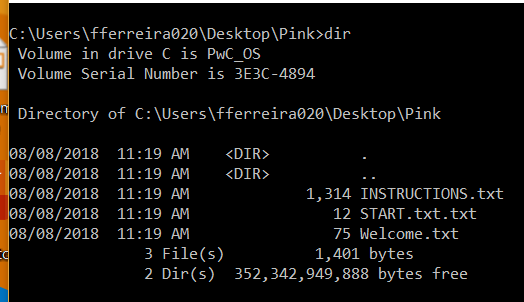 C:\Users\fferreira020\Desktop\Pink>dir
 Volume in drive C is PwC_OS
 Volume Serial Number is 3E3C-4894

 Directory of C:\Users\fferreira020\Desktop\Pink

08/08/2018  11:19 AM    <DIR>          .
08/08/2018  11:19 AM    <DIR>          ..
08/08/2018  11:19 AM             1,314 INSTRUCTIONS.txt
08/08/2018  11:19 AM                12 START.txt.txt
08/08/2018  11:19 AM                75 Welcome.txt
               3 File(s)          1,401 bytes
               2 Dir(s)  352,342,949,888 bytes free